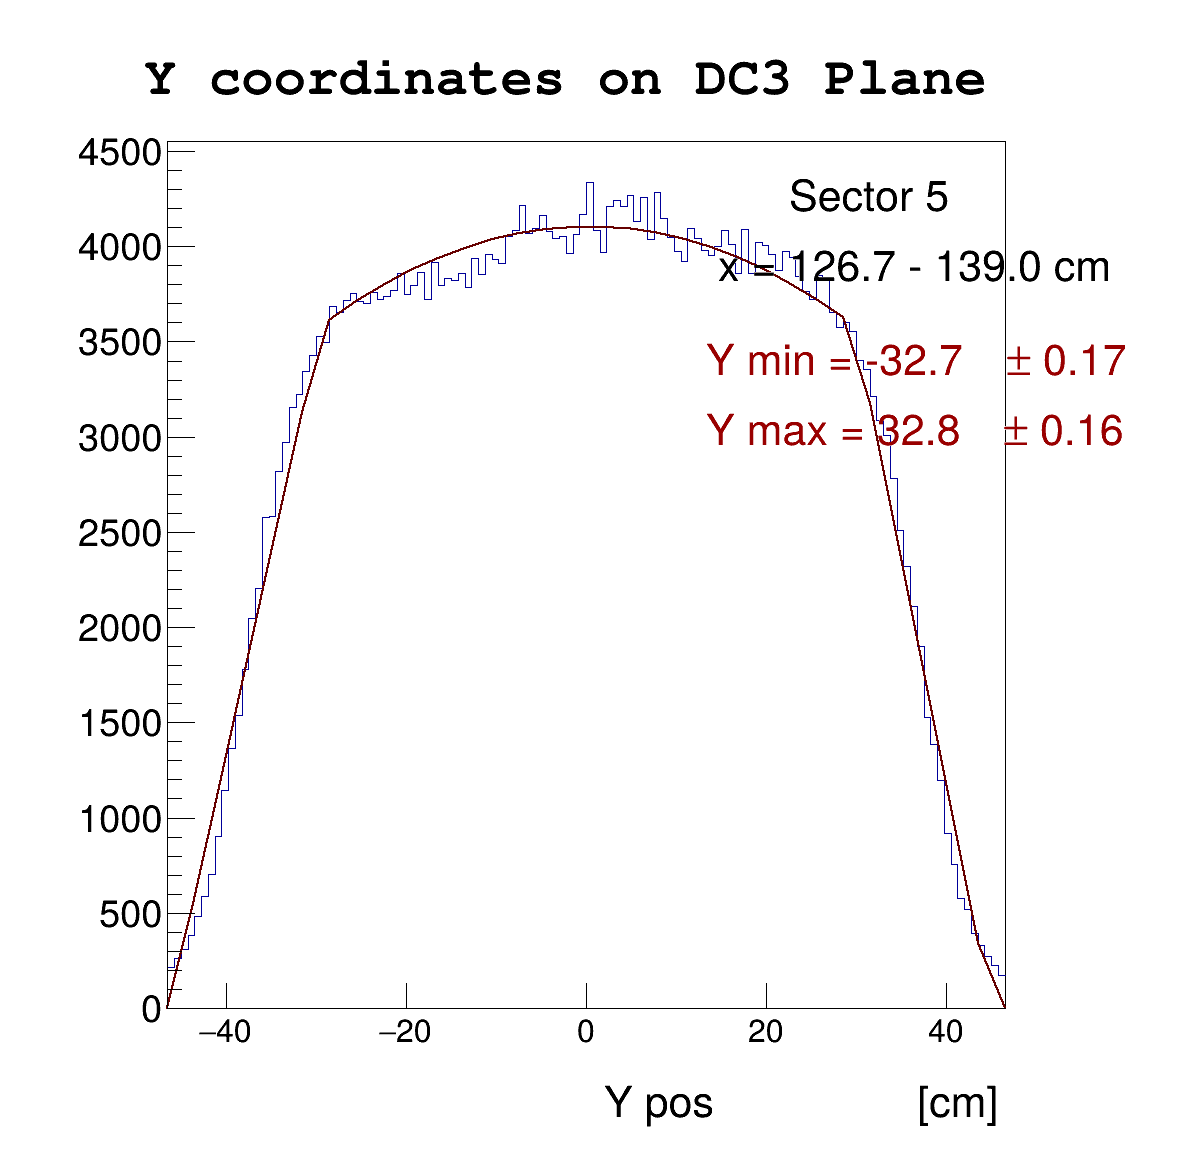 Y coordinates on DC3 Plane
4500
4000
3500
3000
2500
2000
1500
1000
500
0
Sector 5
x = 126.7 - 139.0 cm
Y min = -32.7 ± 0.17
Y max = 32.8 ± 0.16
−40 −20 0 20 40
Y pos [cm]